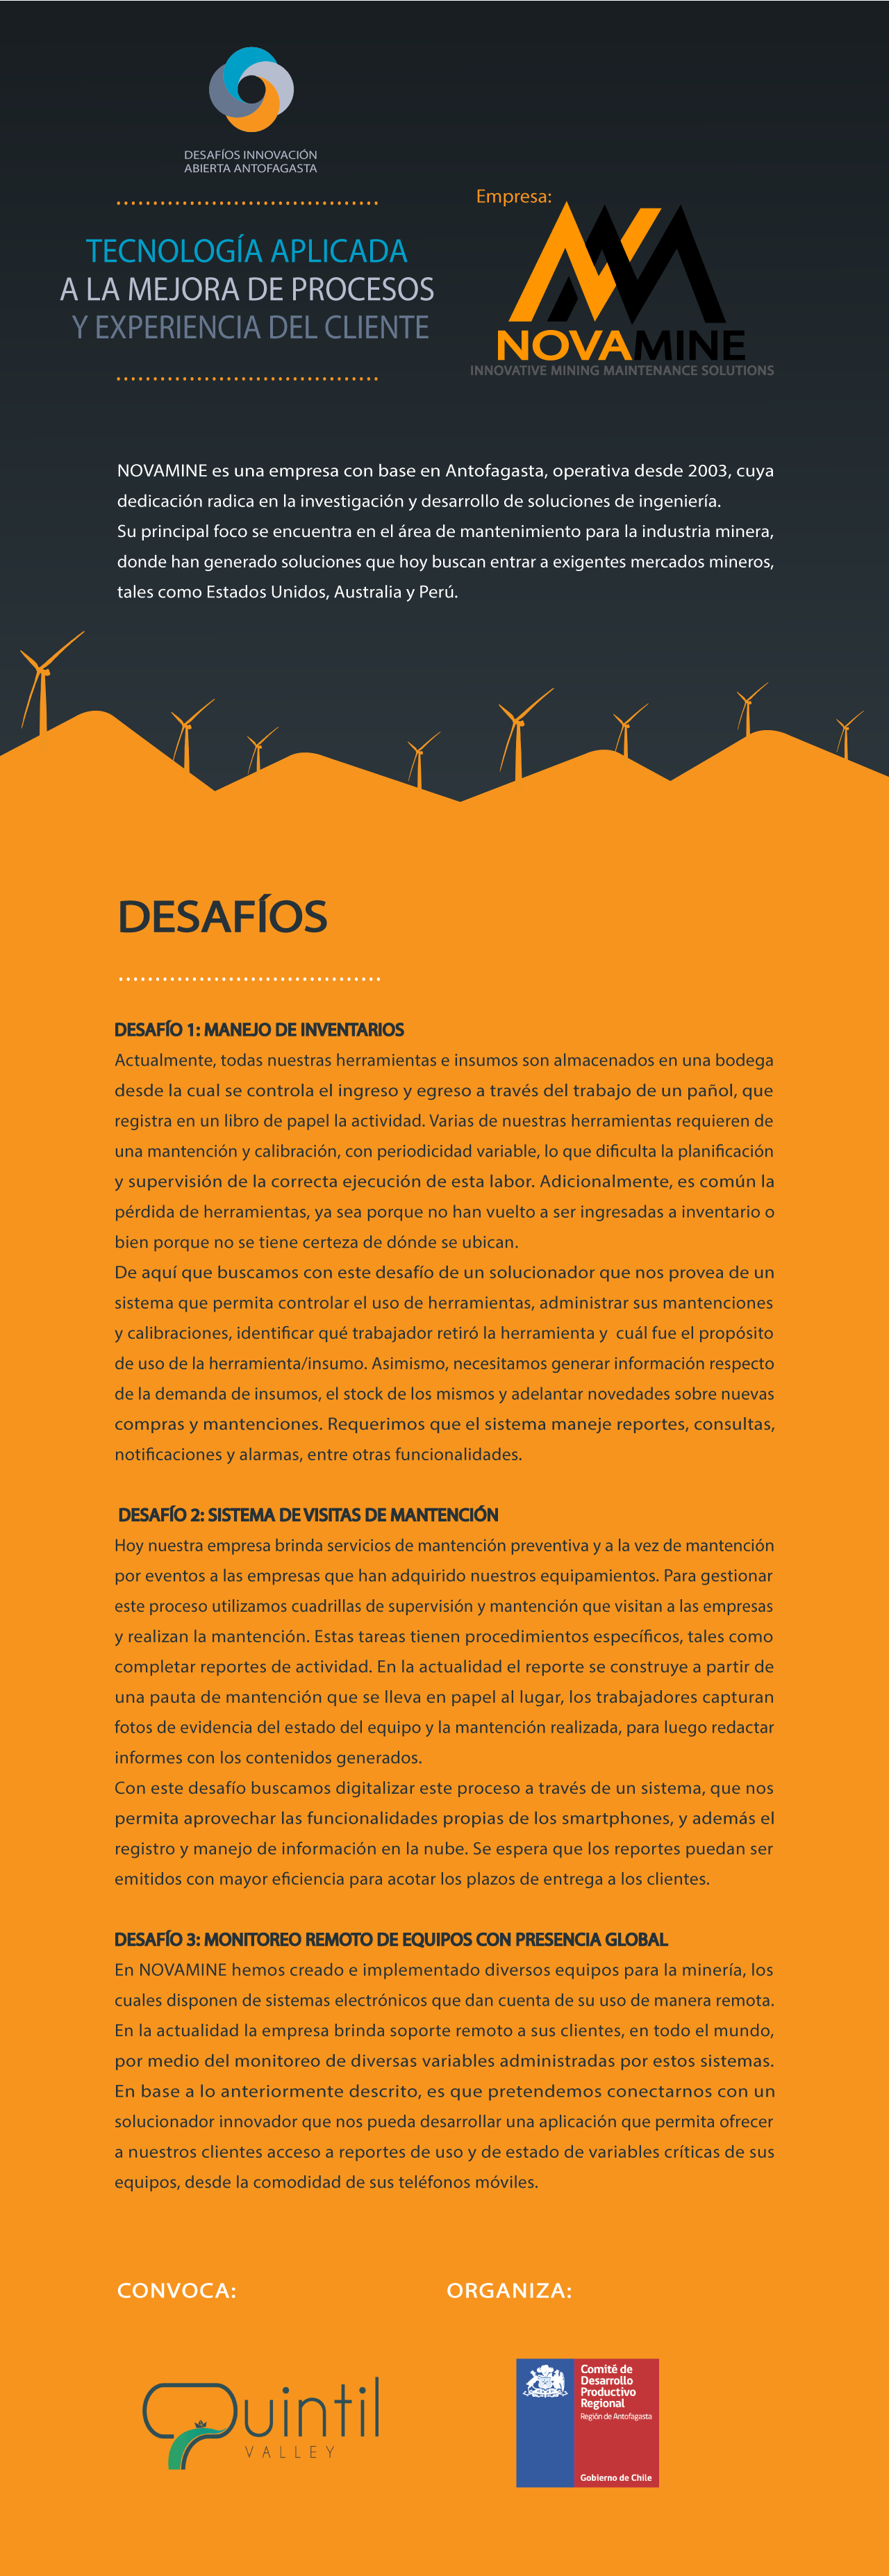 DESAFÍOS INNOVACIÓN
ABIERTA ANTOFAGASTA
TECNOLOGÍA APLICADA
A LA MEJORA DE PROCESOS
Y EXPERIENCIA DEL CLIENTE
Empresa:
NOVAMINE
INNOVATIVE MINING MAINTENANCE SOLUTIONS
NOVAMINE es una empresa con base en Antofagasta, operativa desde 2003, cuya
dedicación radica en la investigación y desarrollo de soluciones de ingeniería.
Su principal foco se encuentra en el área de mantenimiento para la industria minera,
donde han generado soluciones que hoy buscan entrar a exigentes mercados mineros,
tales como Estados Unidos, Australia y Perú.
DESAFÍOS
DESAFÍO 1: MANEJO DE INVENTARIOS
Actualmente, todas nuestras herramientas e insumos son almacenados en una bodega
desde la cual se controla el ingreso y egreso a través del trabajo de un pañol, que
registra en un libro de papel la actividad. Varias de nuestras herramientas requieren de
una mantención y calibración, con periodicidad variable, lo que dificulta la planificación
y supervisión de la correcta ejecución de esta labor. Adicionalmente, es común la
pérdida de herramientas, ya sea porque no han vuelto a ser ingresadas a inventario o
bien porque no se tiene certeza de dónde se ubican.
De aquí que buscamos con este desafío de un solucionador que nos provea de un
sistema que permita controlar el uso de herramientas, administrar sus mantenciones
y calibraciones, identificar qué trabajador retiró la herramienta y cuál fue el propósito
de uso de la herramienta/insumo. Asimismo, necesitamos generar información respecto
de la demanda de insumos, el stock de los mismos y adelantar novedades sobre nuevas
compras y mantenciones. Requerimos que el sistema maneje reportes, consultas,
notificaciones y alarmas, entre otras funcionalidades.
DESAFÍO 2: SISTEMA DE VISITAS DE MANTENCIÓN
Hoy nuestra empresa brinda servicios de mantención preventiva y a la vez de mantención
por eventos a las empresas que han adquirido nuestros equipamientos. Para gestionar
este proceso utilizamos cuadrillas de supervisión y mantención que visitan a las empresas
y realizan la mantención. Estas tareas tienen procedimientos específicos, tales como
completar reportes de actividad. En la actualidad el reporte se construye a partir de
una pauta de mantención que se lleva en papel al lugar, los trabajadores capturan
fotos de evidencia del estado del equipo y la mantención realizada, para luego redactar
informes con los contenidos generados.
Con este desafío buscamos digitalizar este proceso a través de un sistema, que nos
permita aprovechar las funcionalidades propias de los smartphones, y además el
registro y manejo de información en la nube. Se espera que los reportes puedan ser
emitidos con mayor eficiencia para acotar los plazos de entrega a los clientes.
DESAFÍO 3: MONITOREO REMOTO DE EQUIPOS CON PRESENCIA GLOBAL
En NOVAMINE hemos creado e implementado diversos equipos para la minería, los
cuales disponen de sistemas electrónicos que dan cuenta de su uso de manera remota.
En la actualidad la empresa brinda soporte remoto a sus clientes, en todo el mundo,
por medio del monitoreo de diversas variables administradas por estos sistemas.
En base a lo anteriormente descrito, es que pretendemos conectarnos con un
solucionador innovador que nos pueda desarrollar una aplicación que permita ofrecer
a nuestros clientes acceso a reportes de uso y de estado de variables críticas de sus
equipos, desde la comodidad de sus teléfonos móviles.
CONVOCA:
ORGANIZA:
Quintil
VALLEY
Comité de
Desarrollo
Productivo
Regional
Región de Antofagasta
Gobierno de Chile